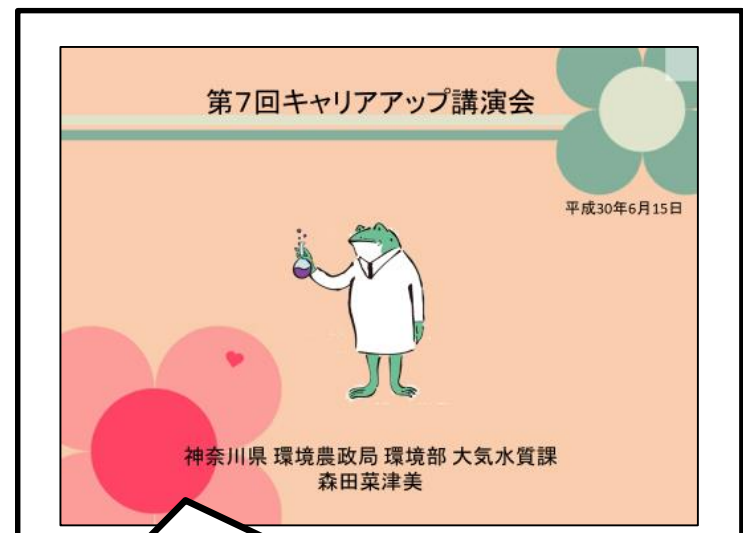 第7回キャリアアップ講演会
平成30年6月15日
神奈川県 環境農政局 環境部 大気水質課
森田菜津美